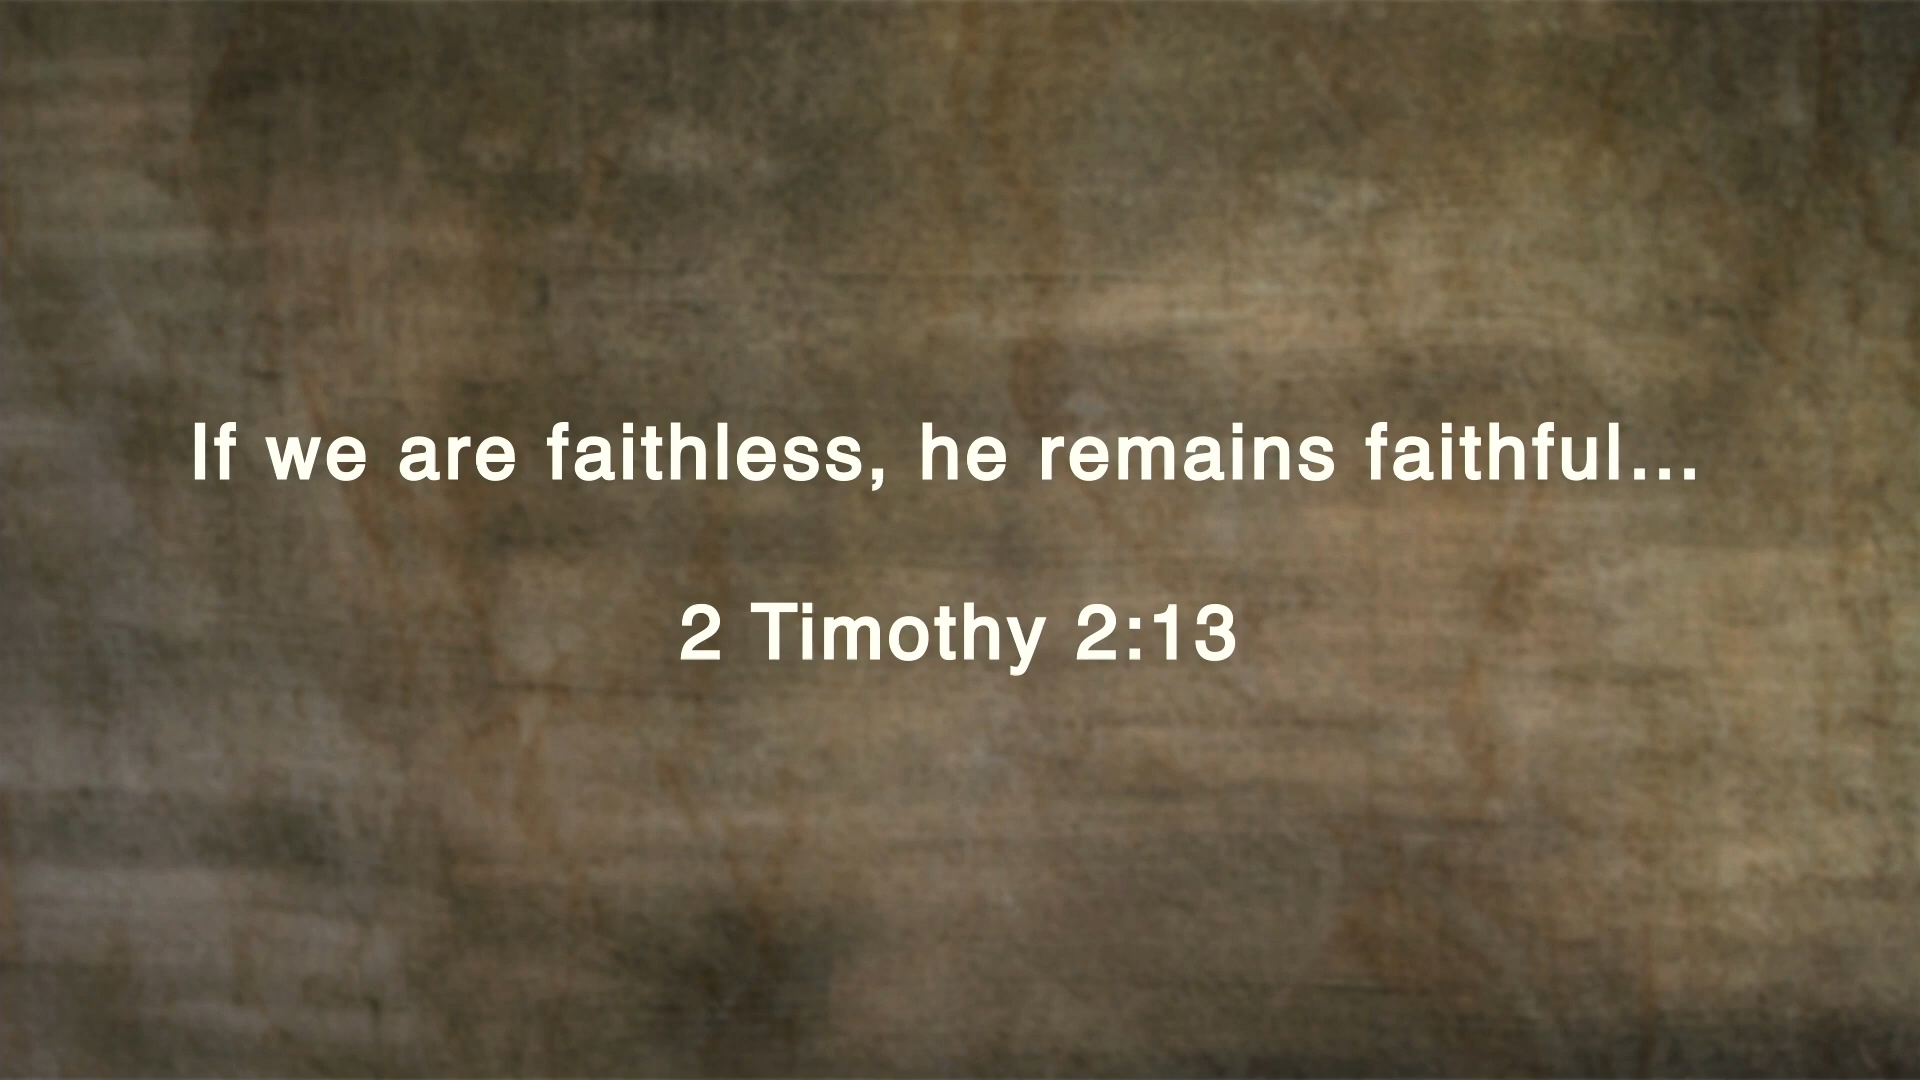 If we are faithless, he remains faithful...
2 Timothy 2:13